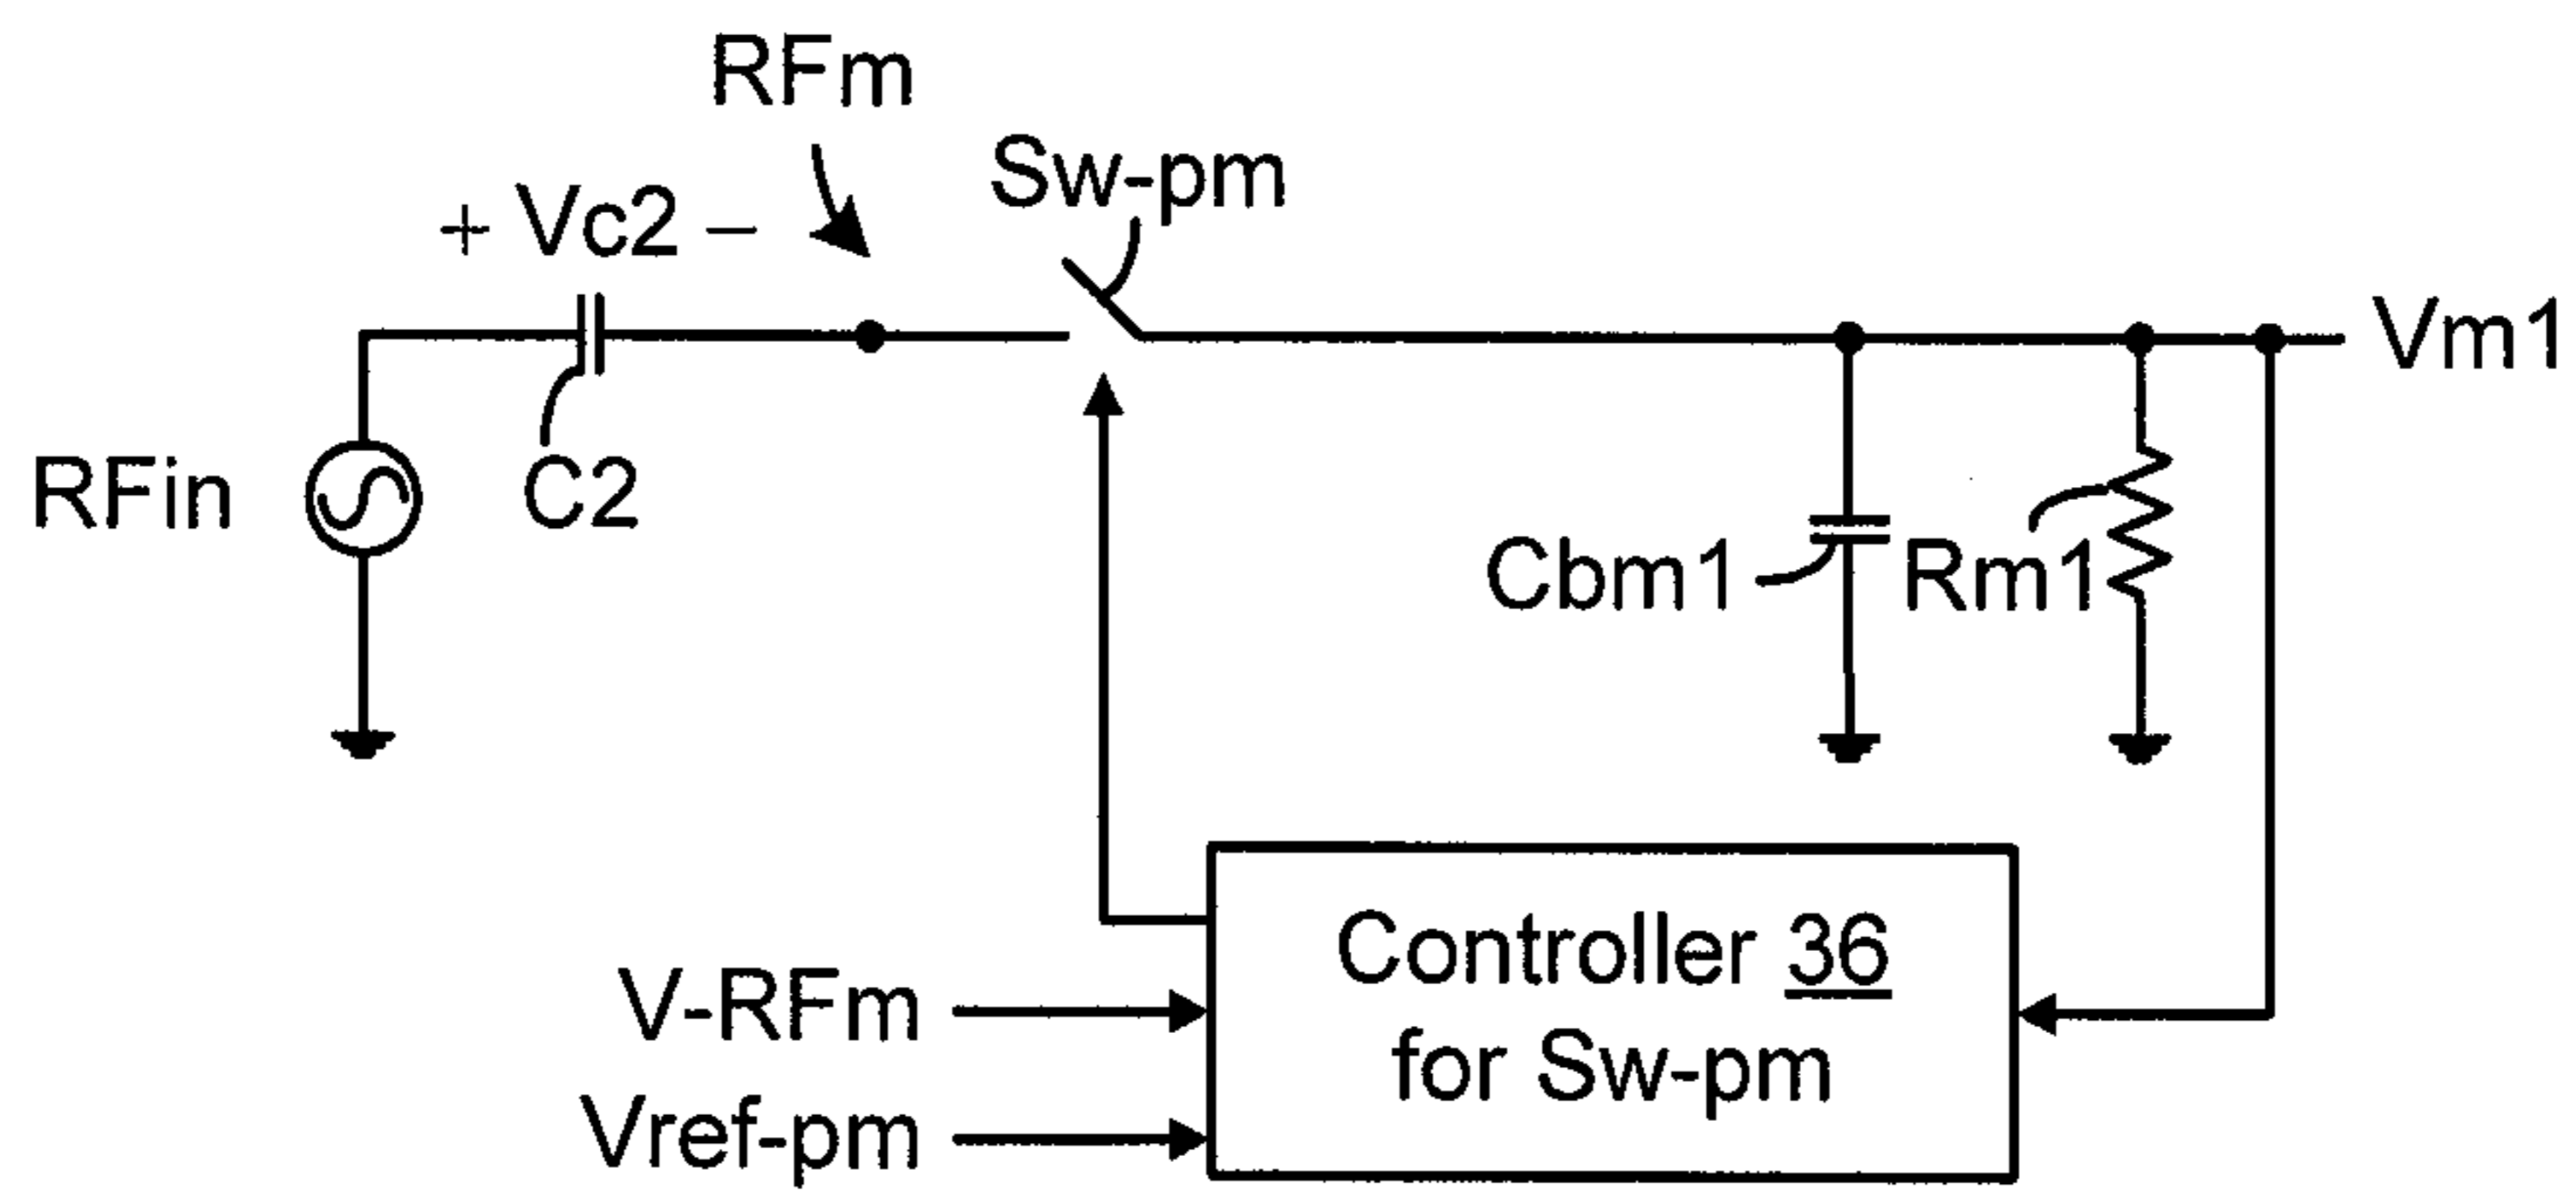 RFm
Sw-pm
+ Vc2 –
Vm1
RFin
C2
Cbm1
Rm1
Controller 36
for Sw-pm
V-RFm
Vref-pm